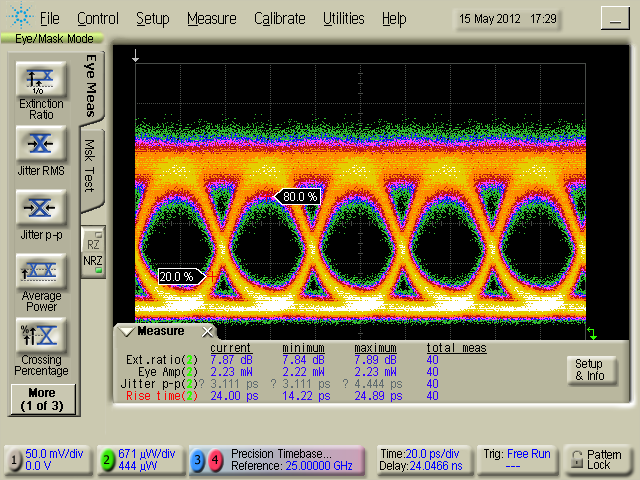 File Control Setup Measure Calibrate Utilities Help
15 May 2012 17:29
Eye/Mask Mode
Eye Meas
Msk Test
1/0
Extinction
Ratio
Jitter RMS
Jitter p-p
Average
Power
%
Crossing
Percentage
More
(1 of 3)
RZ
NRZ
80.0 %
20.0 %
Measure
current minimum maximum total meas
Ext.ratio(2) 7.87 dB 7.84 dB 7.89 dB 40
Eye Amp(2) 2.23 mW 2.22 mW 2.23 mW 40
Jitter p-p(2)? 3.111 ps ? 3.111 ps ? 4.444 ps 40
Rise time(2) 24.00 ps 14.22 ps 24.89 ps 40
Setup
& Info
1 50.0 mV/div
0.0 V
2 671 µW/div
444 µW
3 4 Precision Timebase...
Reference: 25.00000 GHz
Time:20.0 ps/div
Delay:24.0466 ns
Trig: Free Run
---
Pattern
Lock